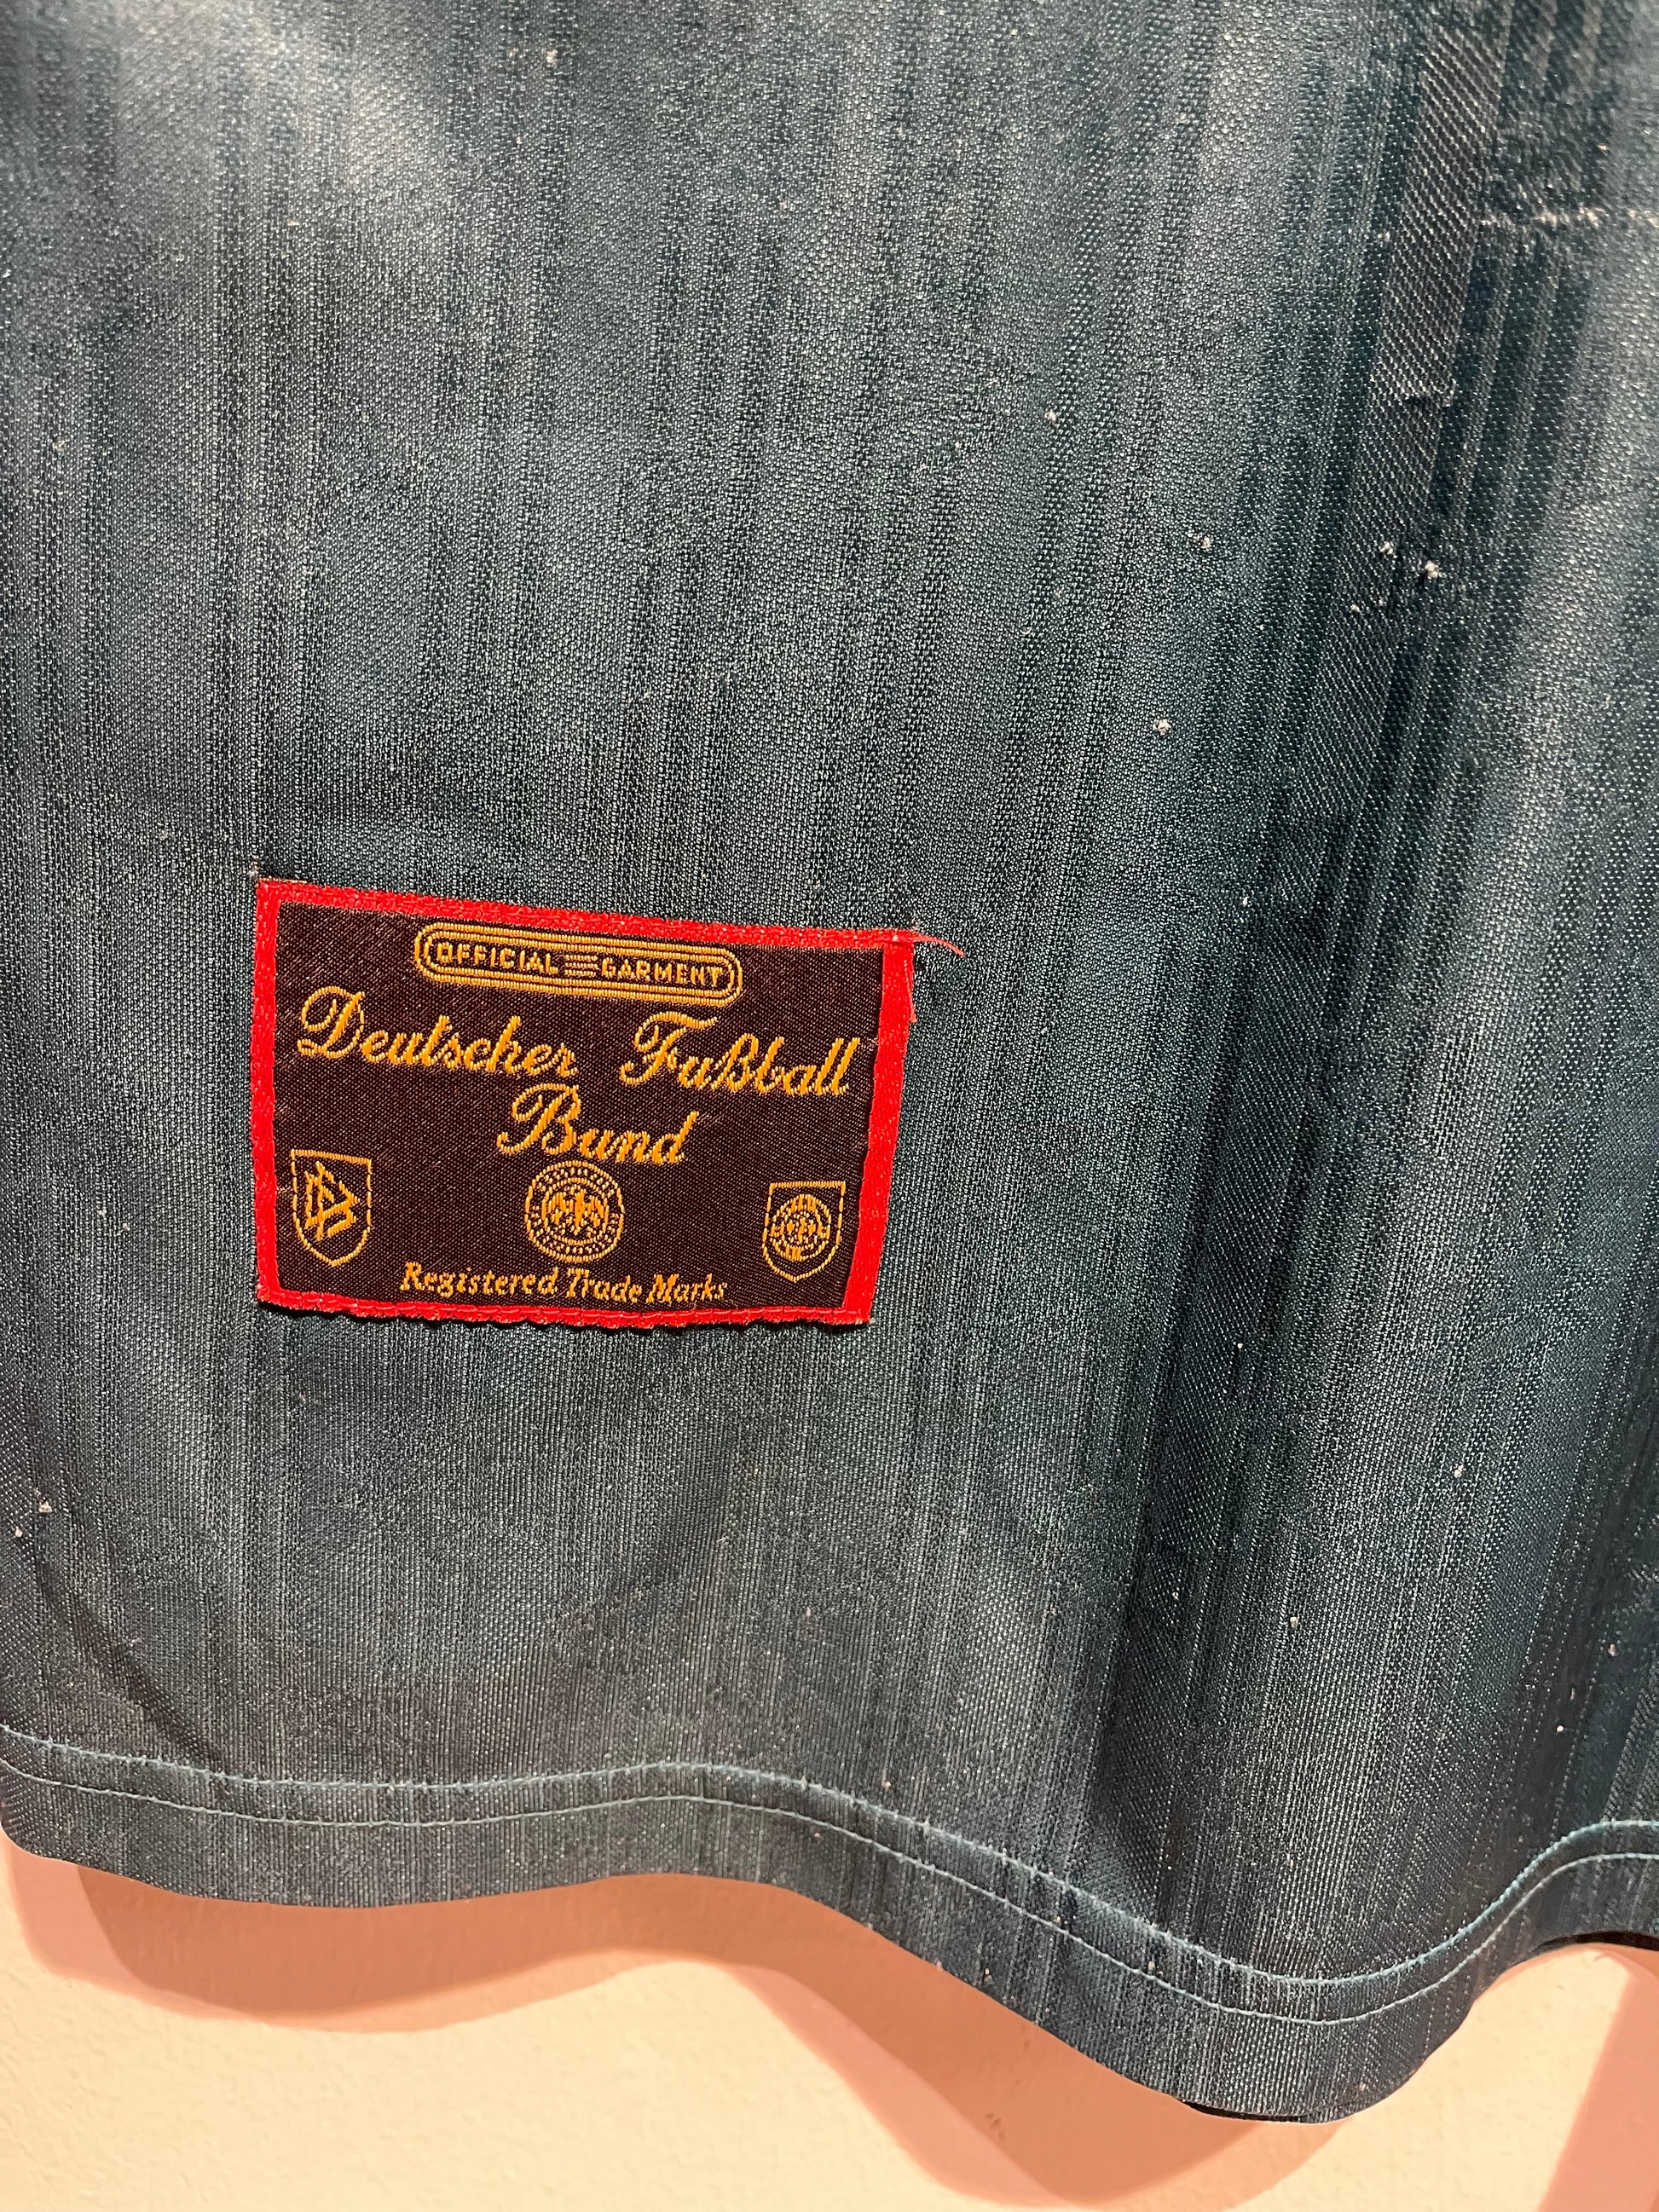 OFFICIAL GARMENT
Deutscher Fußball
Bund
Registered Trade Marks